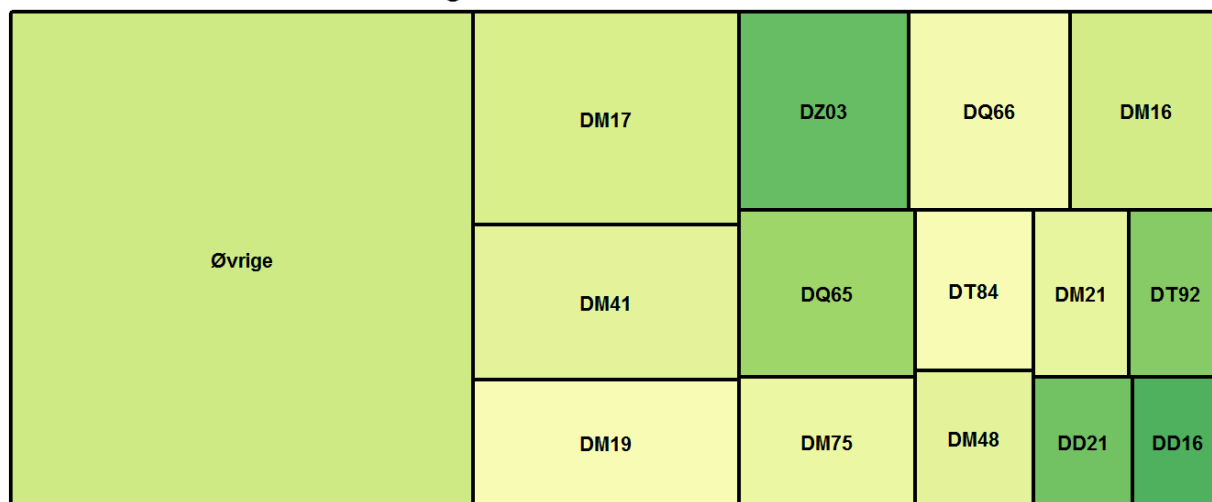 DM17
DZ03
DQ66
DM16
Øvrige
DM41
DQ65
DT84
DM21
DT92
DM19
DM75
DM48
DD21
DD16